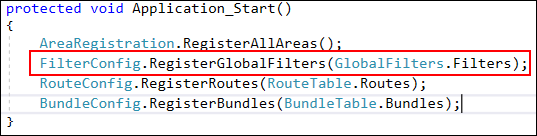 protected void Application_Start()
{
AreaRegistration.RegisterAllAreas();
FilterConfig.RegisterGlobalFilters(GlobalFilters.Filters);
RouteConfig.RegisterRoutes(RouteTable.Routes);
BundleConfig.RegisterBundles(BundleTable.Bundles);
}